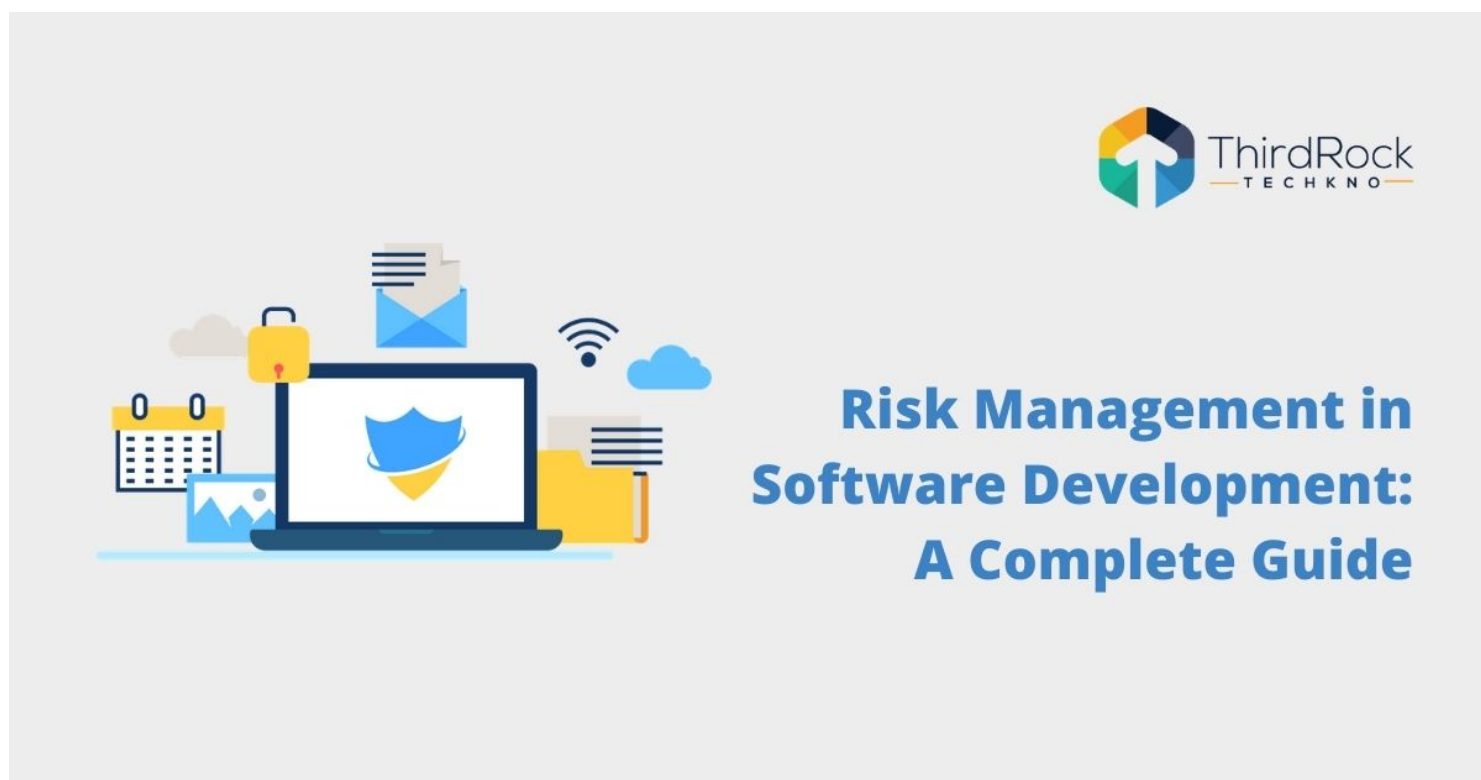 ThirdRock
TECHKNO
Risk Management in
Software Development:
A Complete Guide